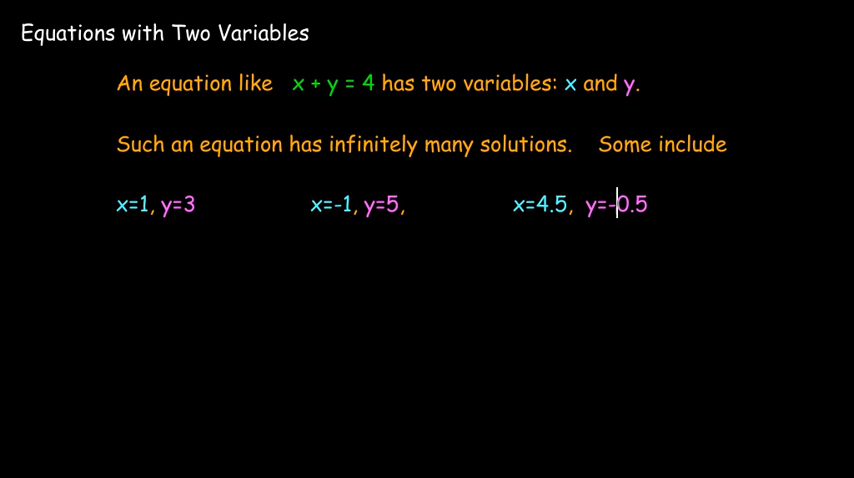 Equations with Two Variables
An equation like x + y = 4 has two variables: x and y.
Such an equation has infinitely many solutions. Some include
x=1, y=3 x=-1, y=5, x=4.5, y=-0.5